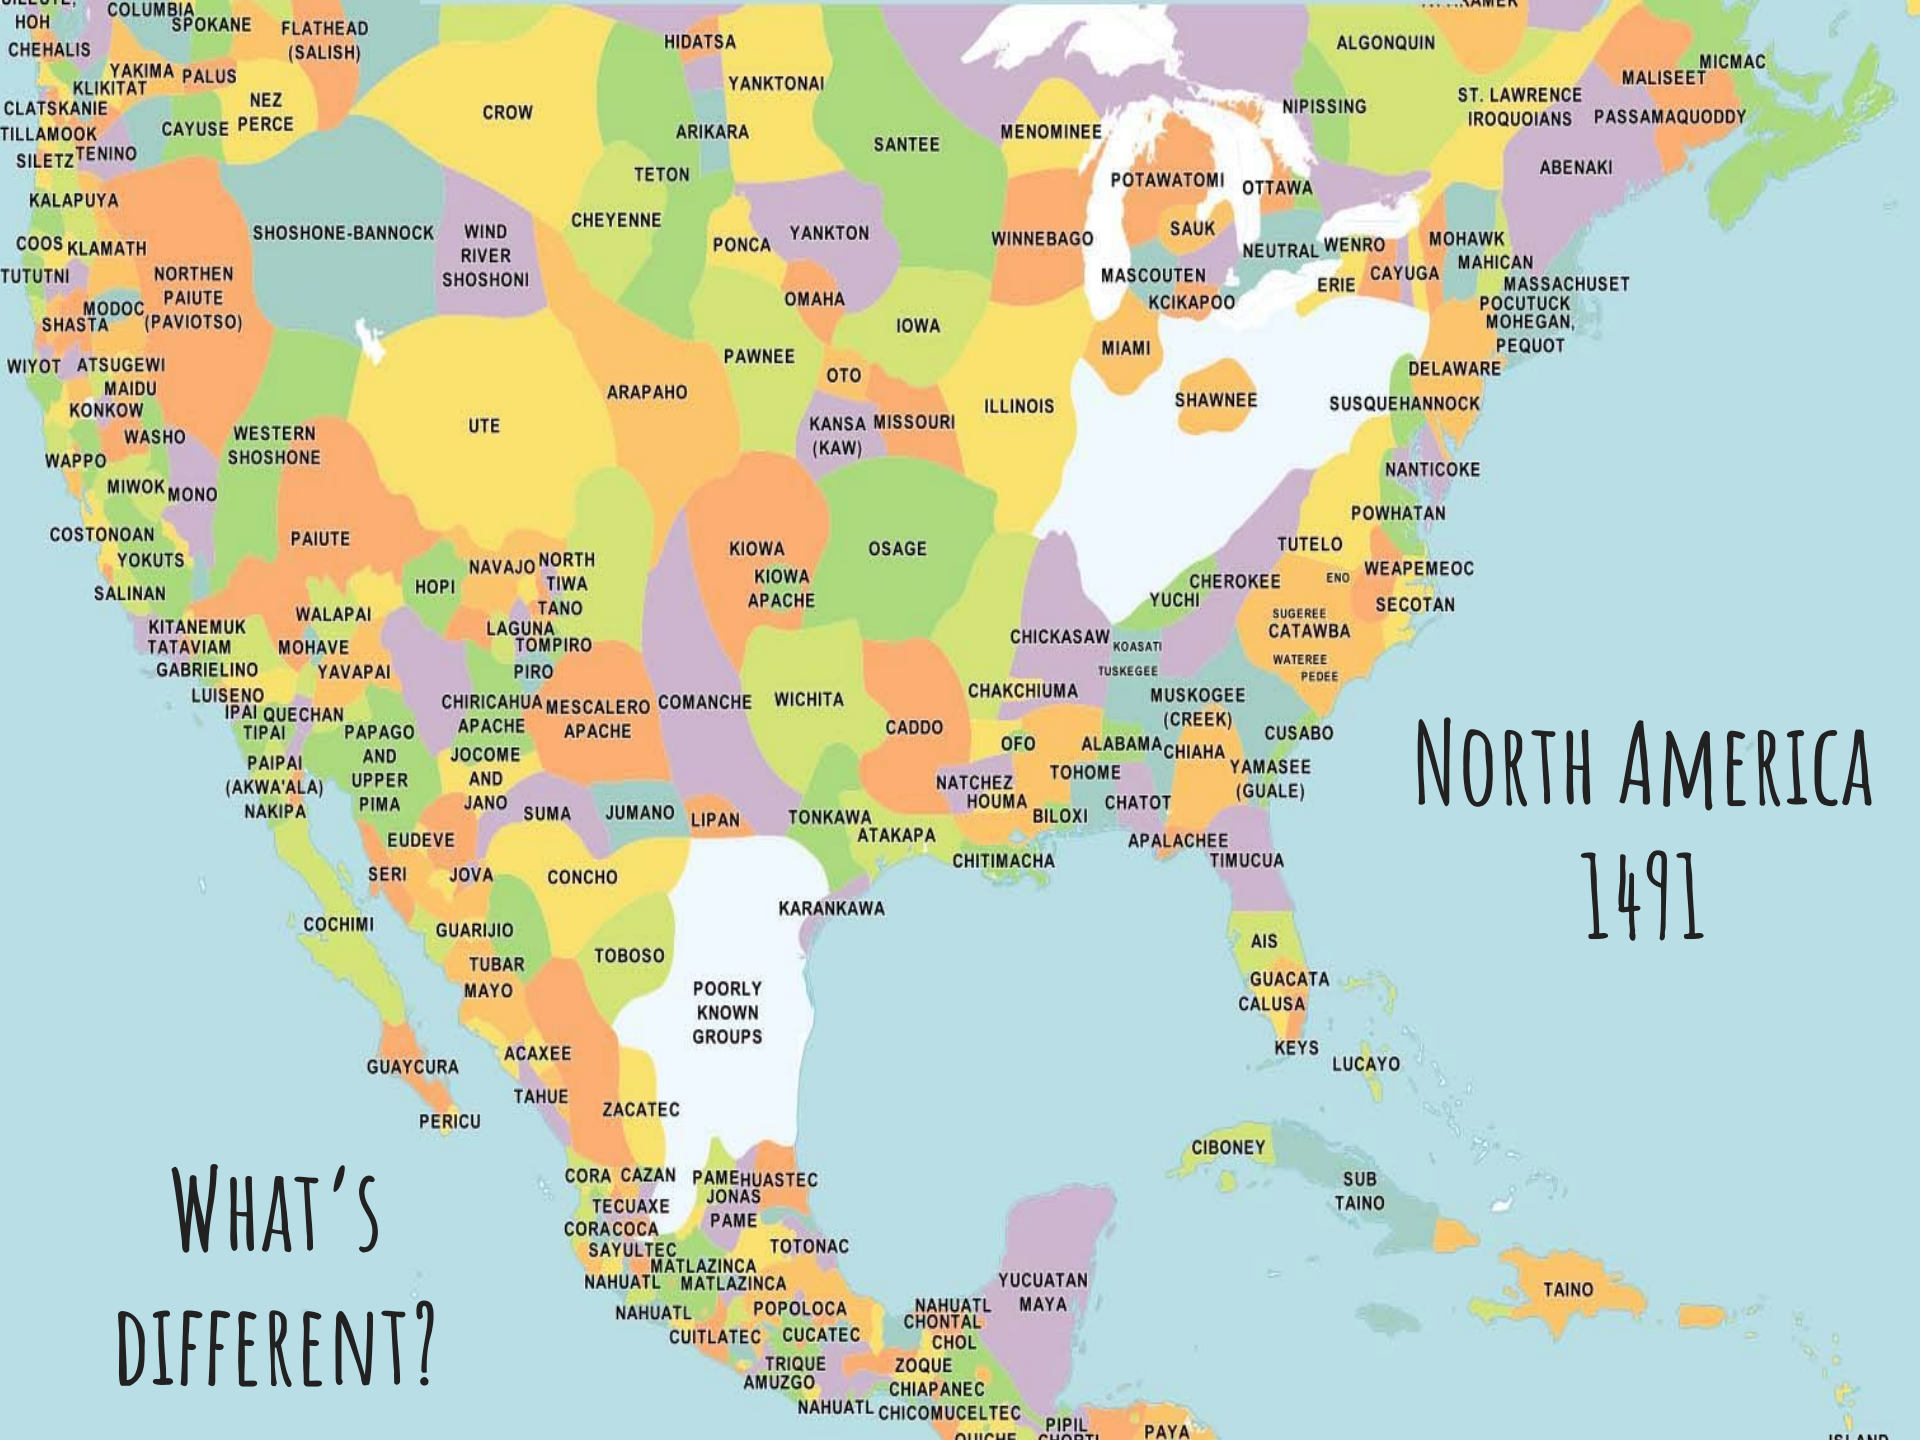 HOH
COLUMBIA
SPOKANE
FLATHEAD
(SALISH)
CHEHALIS
YAKIMA
PALUS
KLIKITAT
CLATSKANIE
NEZ
PERCE
TILLAMOOK
CAYUSE
SILETZ
TENINO
KALAPUYA
COOS
KLAMATH
TUTUTNI
NORTHEN
PAIUTE
(PAVIOTSO)
MODOC
SHASTA
SHOSHONE-BANNOCK
WIND
RIVER
SHOSHONI
CROW
HIDATSA
YANKTONAI
ARIKARA
TETON
CHEYENNE
SANTEE
PONCA
YANKTON
OMAHA
IOWA
PAWNEE
OTO
KANSA
(KAW)
MISSOURI
ARAPAHO
UTE
MENOMINEE
WINNEBAGO
POTAWATOMI
OTTAWA
SAUK
MASCOUTEN
KCIKAPOO
NEUTRAL
WENRO
ERIE
CAYUGA
MOHAWK
MAHICAN
MASSACHUSET
POCUTUCK
MOHEGAN,
PEQUOT
ALGONQUIN
NIPISSING
ST. LAWRENCE
IROQUOIANS
MICMAC
MALISEET
PASSAMAQUODDY
ABENAKI
MIAMI
ILLINOIS
SHAWNEE
DELAWARE
SUSQUEHANNOCK
NANTICOKE
POWHATAN
TUTELO
WEAPEMEOC
ENO
SECOTAN
CHEROKEE
YUCHI
SUGEREE
CATAWBA
WATEREE
PEDEE
WIYOT
ATSUGEWI
MAIDU
KONKOW
WASHO
WESTERN
SHOSHONE
WAPPO
MIWOK
MONO
COSTONOAN
YOKUTS
PAIUTE
SALINAN
HOPI
NAVAJO
NORTH
TIWA
TANO
KITANEMUK
TATAVIAM
GABRIELINO
WALAPAI
MOHAVE
YAVAPAI
LAGUNA
TOMPIRO
PIRO
LUISENO
IPAI
QUECHAN
TIPAI
PAPAGO
AND
UPPER
PIMA
PAIPAI
(AKWA'ALA)
NAKIPA
CHIRICAHUA
APACHE
MESCALERO
APACHE
JOCOME
AND
JANO
KIOWA
KIOWA
APACHE
OSAGE
COMANCHE
WICHITA
CADDO
CHICKASAW
KOASATI
TUSKEGEE
CHAKCHIUMA
MUSKOGEE
(CREEK)
CUSABO
OFO
ALABAMA
CHIAHA
YAMASEE
(GUALE)
NATCHEZ
TOHOME
HOUMA
BILOXI
CHATOT
SUMA
JUMANO
LIPAN
TONKAWA
ATAKAPA
APALACHEE
TIMUCUA
CHITIMACHA
EUDEVE
SERI
JOVA
CONCHO
KARANKAWA
COCHIMI
GUARIJIO
TUBAR
MAYO
TOBOSO
POORLY
KNOWN
GROUPS
AIS
GUACATA
CALUSA
KEYS
LUCAYO
GUAYCURA
ACAXEE
TAHUE
PERICU
ZACATEC
CIBONEY
SUB
TAINO
TAINO
CORA
CAZAN
PAME
HUASTEC
JONAS
TECUAXE
PAME
CORA
COCA
SAYULTEC
TOTONAC
MATLAZINCA
NAHUATL
MATLAZINCA
YUCUATAN
MAYA
NAHUATL
POPOLOCA
NAHUATL
CHONTAL
CUITLATEC
CUCATEC
CHOL
TRIQUE
ZOQUE
AMUZGO
CHIAPANEC
NAHUATL
CHICOMUCELTEC
PIPIL
PAYA
North America
1491
What's
different?